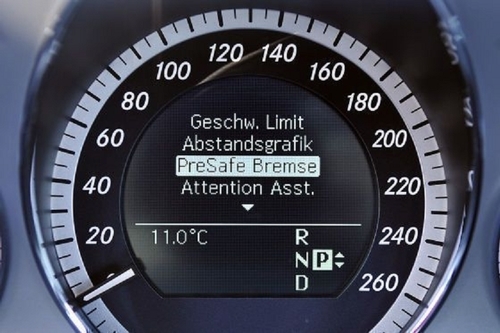 20
40
60
80
100
120
140
160
180
200
220
240
260
Geschw. Limit
Abstandsgrafik
PreSafe Bremse
Attention Asst.
11.0°C
R
N P
D